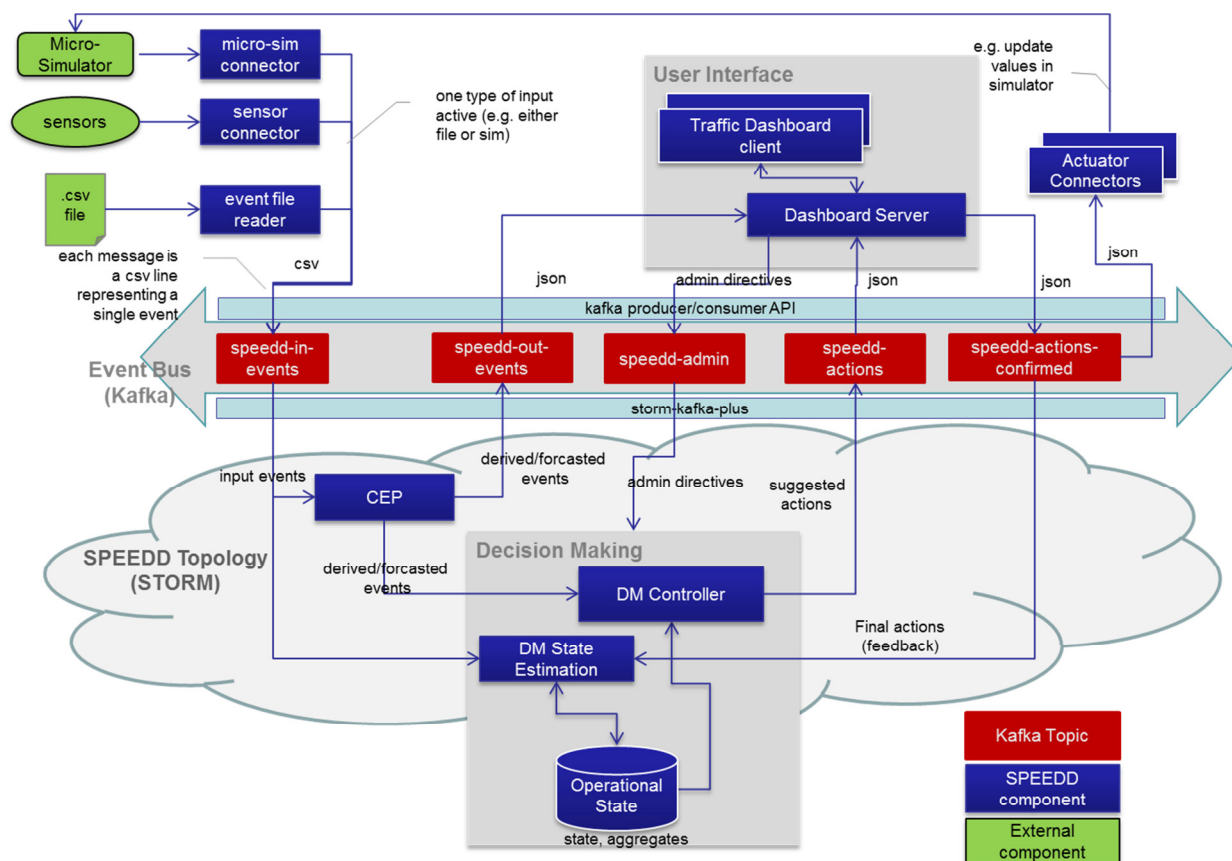 Micro-
Simulator
micro-sim
connector
sensors
sensor
connector
.csv
file
event file
reader
one type of input
active (e.g. either
file or sim)
User Interface
Traffic Dashboard
client
Dashboard Server
e.g. update
values in
simulator
Actuator
Connectors
each message is
a csv line
representing a
single event
csv
json
admin directives
json
json
json
kafka producer/consumer API
Event Bus
(Kafka)
speedd-in-
events
speedd-out-
events
speedd-admin
speedd-
actions
speedd-actions-
confirmed
storm-kafka-plus
input events
CEP
derived/forcasted
events
admin directives
suggested
actions
SPEEDD Topology
(STORM)
derived/forcasted
events
Decision Making
DM Controller
DM State
Estimation
Final actions
(feedback)
Operational
State
state, aggregates
Kafka Topic
SPEEDD
component
External
component